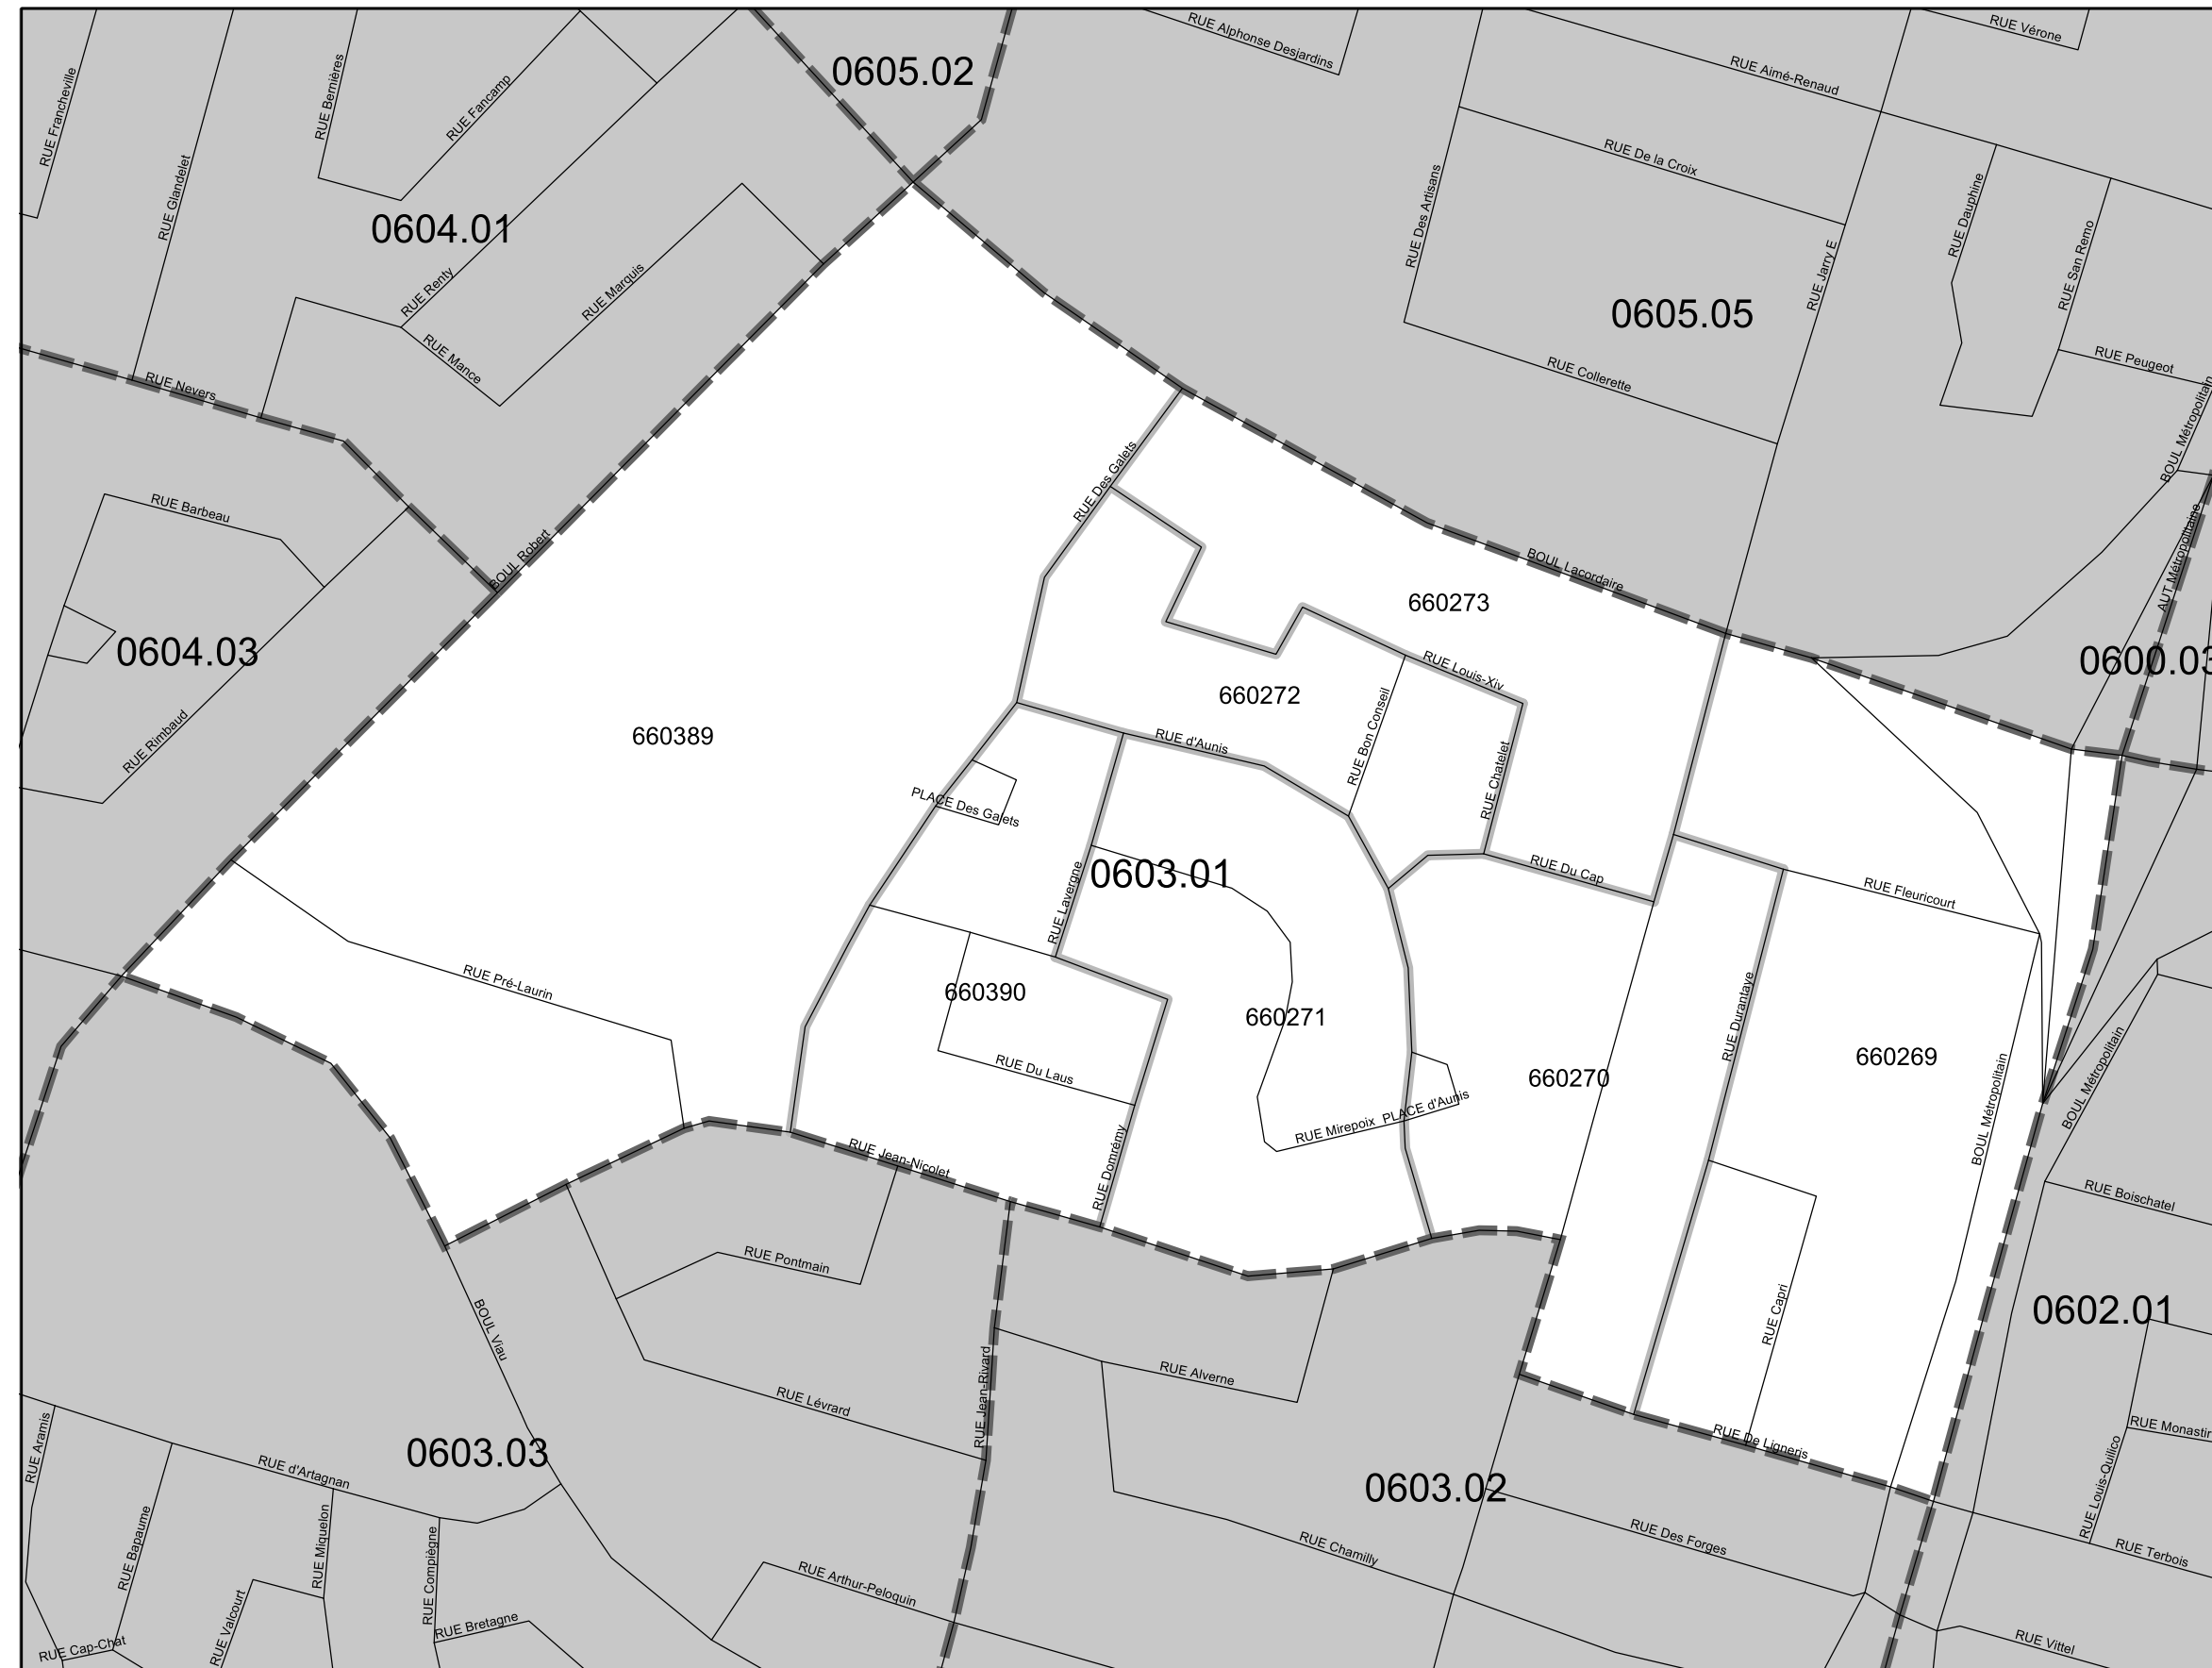 RUE Alphonse Desjardins
RUE Vérone
0605.02
RUE Aimé-Renaud
RUE Francheville
RUE Bernières
RUE Fancamp
RUE Glandelet
RUE De la Croix
0604.01
RUE Des Artisans
RUE Dauphine
RUE San Remo
RUE Jarry E
RUE Renty
RUE Marquis
0605.05
RUE Mance
RUE Nevers
RUE Collerette
RUE Peugeot
BOUL Métropolitain
RUE Des Galets
RUE Barbeau
BOUL Robert
BOUL Lacordaire
AUT Métropolitaine
660273
0604.03
0600.03
RUE Louis-Xiv
660272
RUE Bon Conseil
660389
RUE d'Aunis
RUE Rimbaud
RUE Chatelet
PLACE Des Galets
0603.01
RUE Du Cap
RUE Fleuricourt
RUE Lavergne
RUE Pré-Laurin
660390
660271
RUE Durantaye
660269
RUE Du Laus
660270
BOUL Métropolitain
BOUL Métropolitain
PLACE d'Aunis
RUE Mirepoix
RUE Jean-Nicolet
RUE Domrémy
RUE Boischatel
RUE Pontmain
RUE Capri
0602.01
BOUL Viau
RUE Alverne
RUE Jean-Rivard
RUE Lévrard
RUE Monastir
RUE De Ligneris
RUE Aramis
0603.03
RUE d'Artagnan
0603.02
RUE Louis-Quilico
RUE Bapaume
RUE Miquelon
RUE Compiègne
RUE Chamilly
RUE Des Forges
RUE Terbois
RUE Arthur-Peloquin
RUE Valcourt
RUE Bretagne
RUE Cap-Chat
RUE Vittel